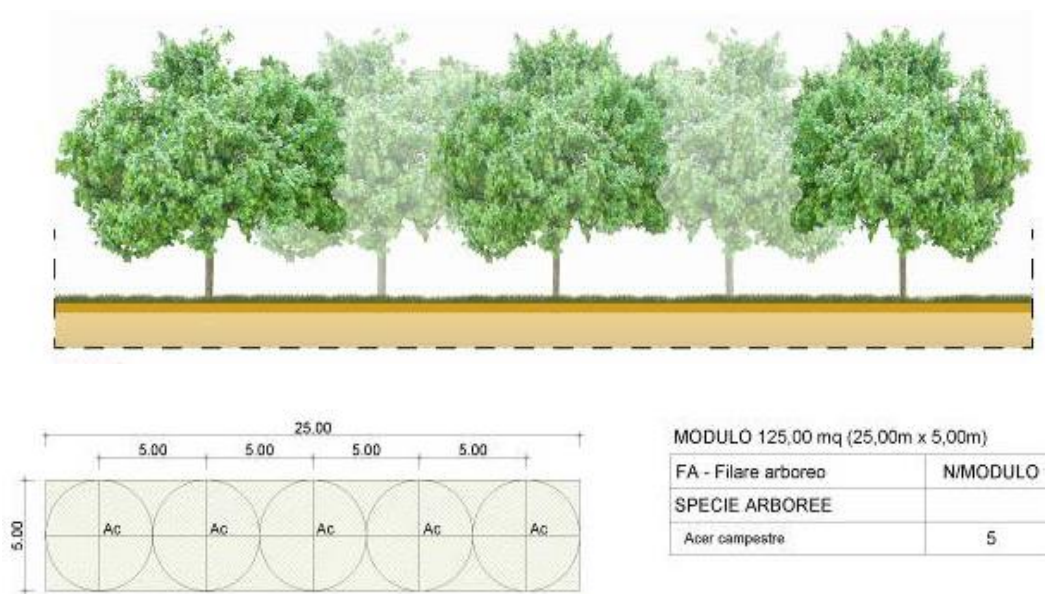 25.00
5.00 5.00 5.00 5.00
5.00
Ac Ac Ac Ac Ac
MODULO 125,00 mq (25,00m x 5,00m)
FA - Filare arboreo N/MODULO
SPECIE ARBOREE
Acer campestre 5